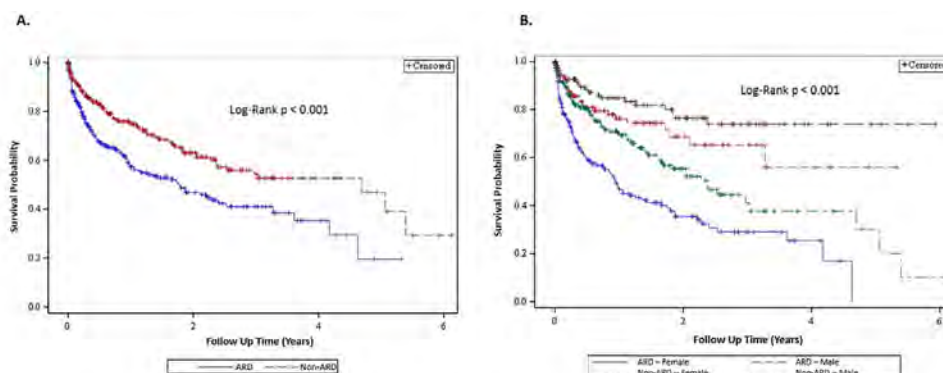 A.
B.
1.0
0.8
0.6
0.4
0.2
0.0
+Censored
Log-Rank p < 0.001
Survival Probability
0
2
4
6
Follow Up Time (Years)
ARD
Non-ARD
1.0
0.8
0.6
0.4
0.2
0.0
+Censored
Log-Rank p < 0.001
Survival Probability
0
2
4
6
Follow Up Time (Years)
ARD – Female
ARD – Male
Non-ARD – Female
Non-ARD – Male